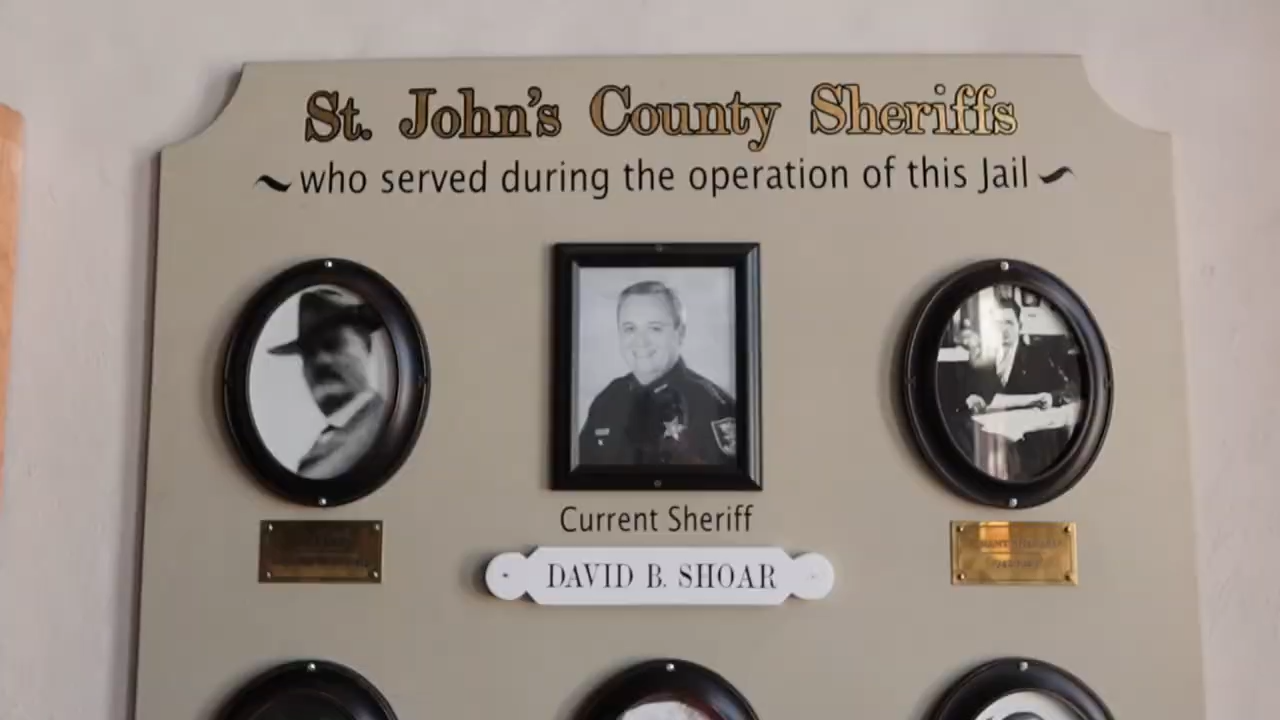 St. John's County Sheriffs
who served during the operation of this Jail
Current Sheriff
DAVID B. SHOAR